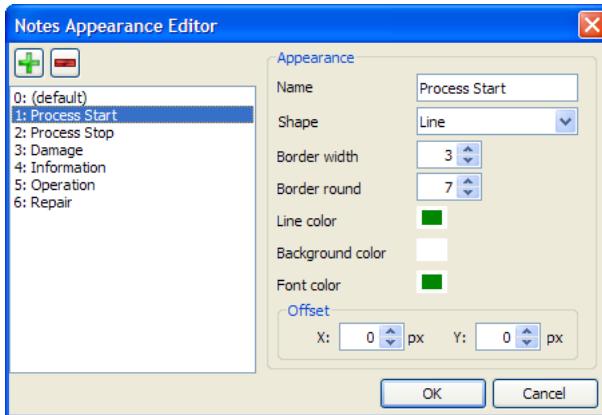 Notes Appearance Editor
0: (default)
1: Process Start
2: Process Stop
3: Damage
4: Information
5: Operation
6: Repair
Appearance
Name Process Start
Shape Line
Border width 3
Border round 7
Line color
Background color
Font color
Offset
X: 0 px Y: 0 px
OK Cancel